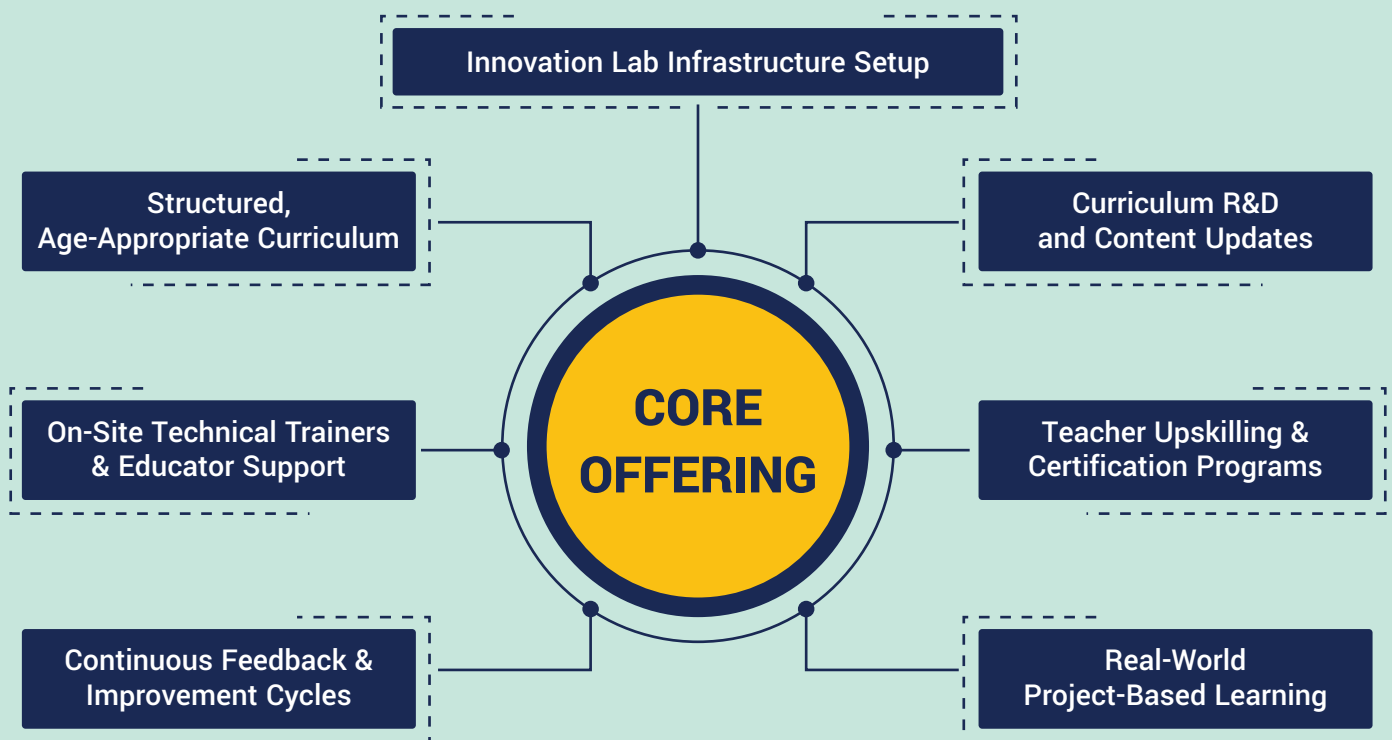 Innovation Lab Infrastructure Setup
Structured,
Age-Appropriate Curriculum
Curriculum R&D
and Content Updates
CORE
OFFERING
On-Site Technical Trainers
& Educator Support
Teacher Upskilling &
Certification Programs
Continuous Feedback &
Improvement Cycles
Real-World
Project-Based Learning